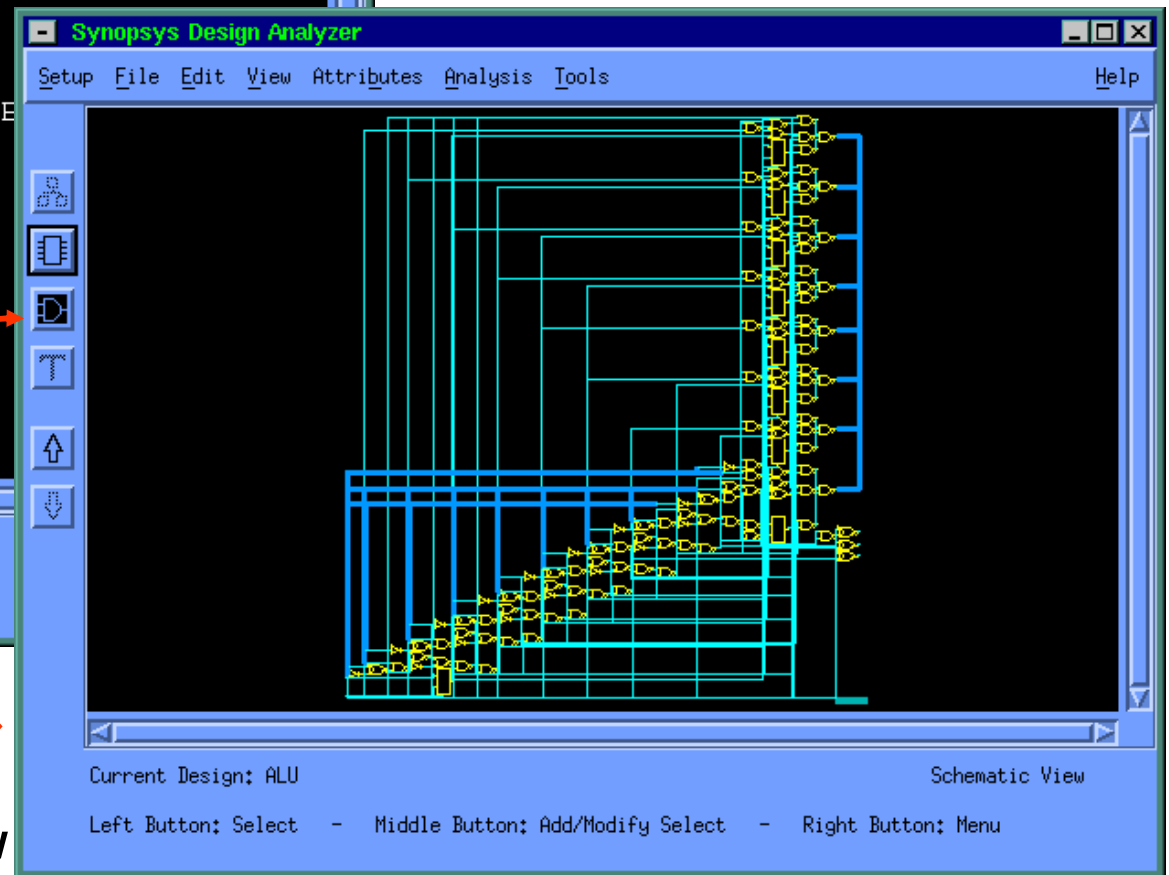 Synopsys Design Analyzer
Setup File Edit View Attributes Analysis Tools Help
E
Current Design: ALU Schematic View
Left Button: Select - Middle Button: Add/Modify Select - Right Button: Menu